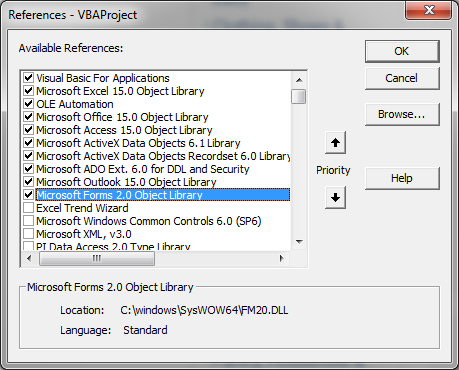 References - VBAProject
Available References:
OK
Visual Basic For Applications
Microsoft Excel 15.0 Object Library
Cancel
OLE Automation
Microsoft Office 15.0 Object Library
Microsoft Access 15.0 Object Library
Browse...
Microsoft ActiveX Data Objects 6.1 Library
Microsoft ActiveX Data Objects Recordset 6.0 Library
Microsoft ADO Ext. 6.0 for DDL and Security
Priority
Microsoft Outlook 15.0 Object Library
Help
Microsoft Forms 2.0 Object Library
Excel Trend Wizard
Microsoft Windows Common Controls 6.0 (SP6)
Microsoft XML, v3.0
PI Data Access 2.0 Type Library
Microsoft Forms 2.0 Object Library
Location: C:\windows\SysWOW64\FM20.DLL
Language: Standard